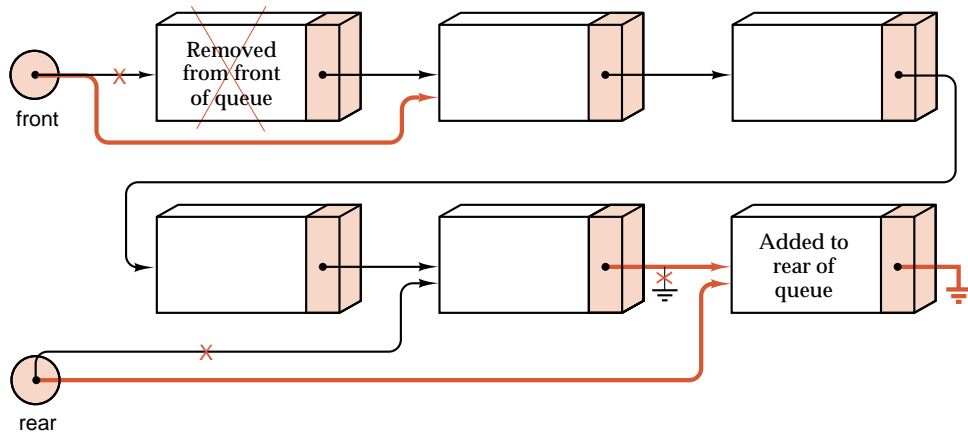 Removed
from front
of queue
front
Added to
rear of
queue
rear